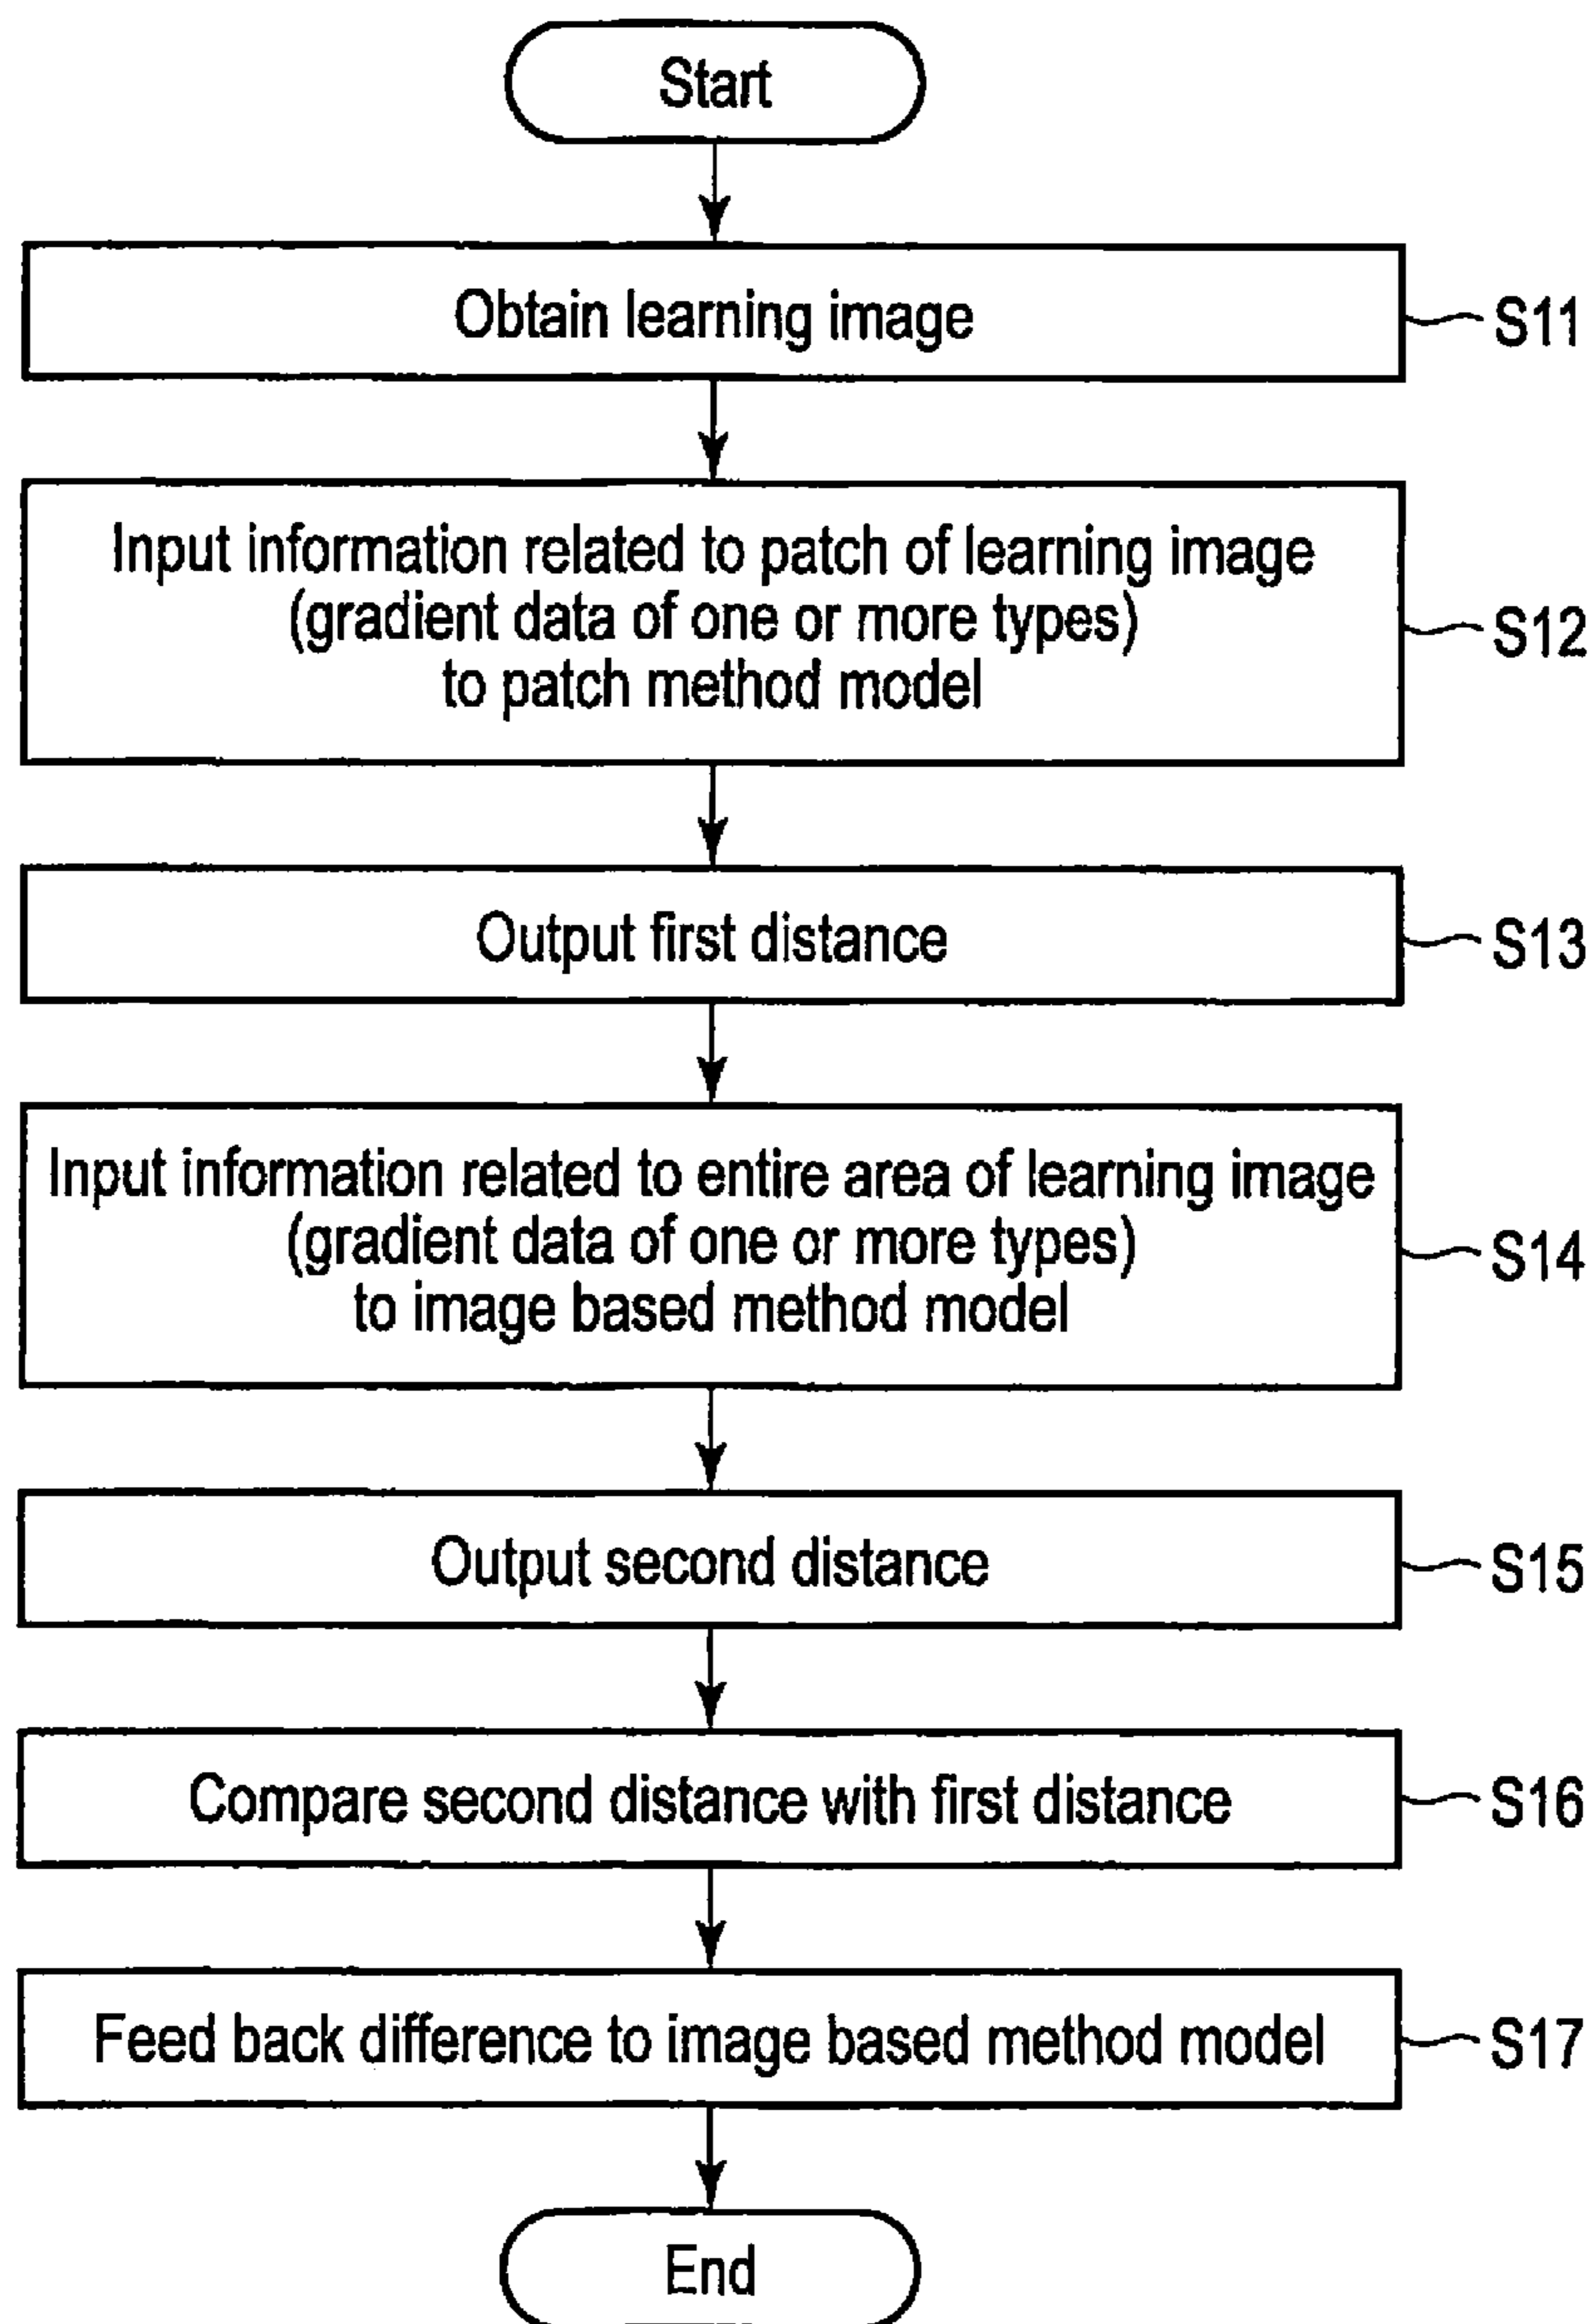 Start
Obtain learning image
S11
Input information related to patch of learning image
(gradient data of one or more types)
to patch method model
S12
Output first distance
S13
Input information related to entire area of learning image
(gradient data of one or more types)
to image based method model
S14
Output second distance
S15
Compare second distance with first distance
S16
Feed back difference to image based method model
S17
End